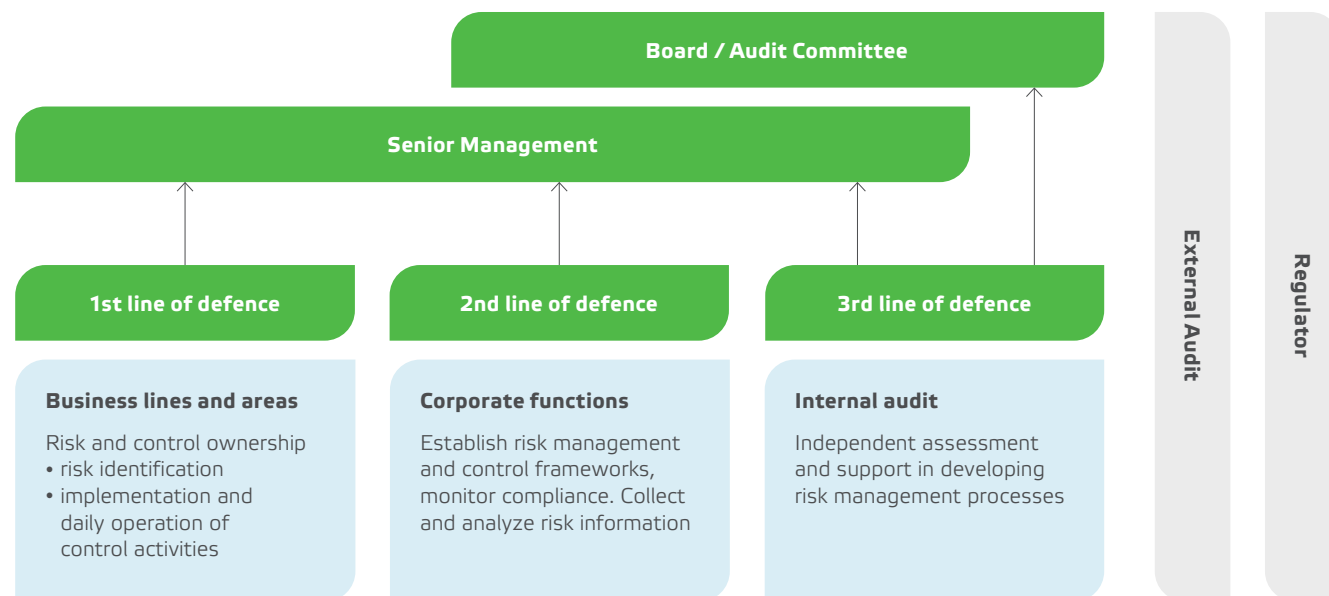 Board / Audit Committee
Senior Management
1st line of defence
2nd line of defence
3rd line of defence
Business lines and areas
Risk and control ownership
• risk identification
• implementation and
daily operation of
control activities
Corporate functions
Establish risk management
and control frameworks,
monitor compliance. Collect
and analyze risk information
Internal audit
Independent assessment
and support in developing
risk management processes
External Audit
Regulator